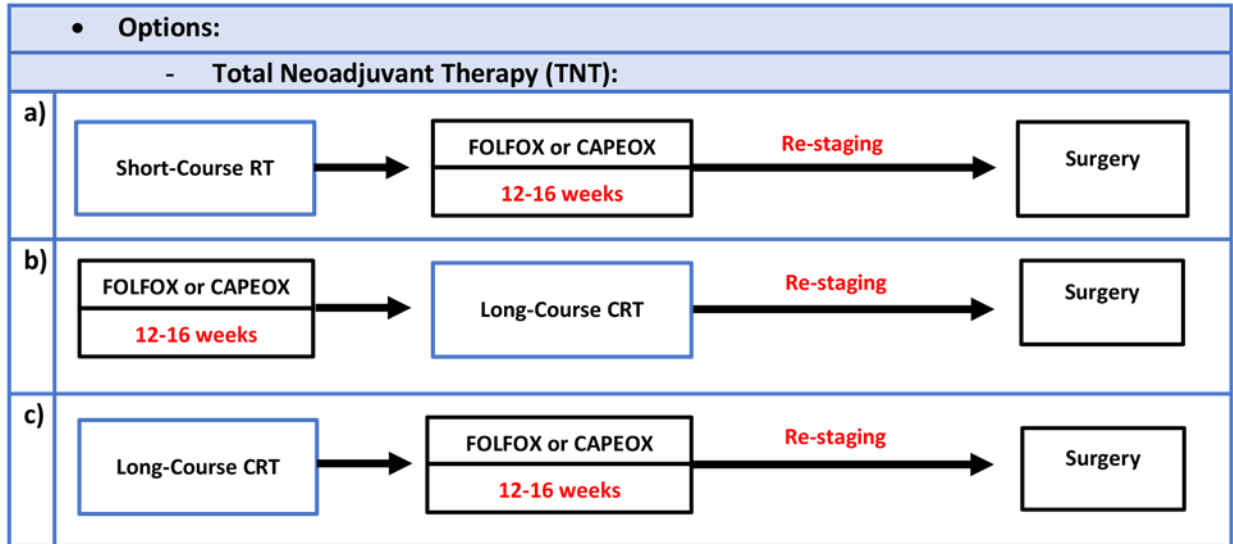 • Options:
- Total Neoadjuvant Therapy (TNT):
a)
Short-Course RT
FOLFOX or CAPEOX
12-16 weeks
Re-staging
Surgery
b)
FOLFOX or CAPEOX
12-16 weeks
Long-Course CRT
Re-staging
Surgery
c)
Long-Course CRT
FOLFOX or CAPEOX
12-16 weeks
Re-staging
Surgery